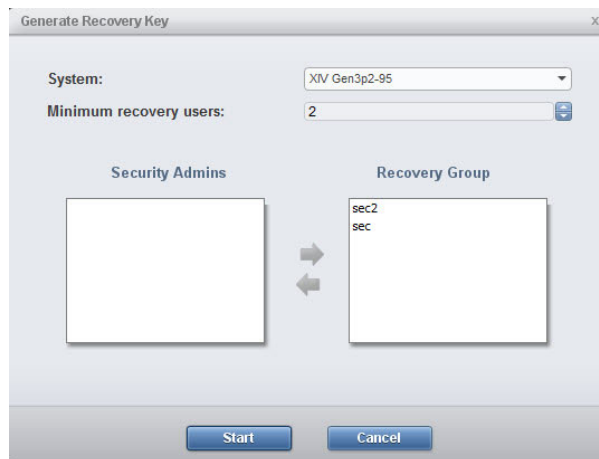 Generate Recovery Key
x
System:
XIV Gen3p2-95
Minimum recovery users:
2
Security Admins
Recovery Group
sec2
sec
Start
Cancel